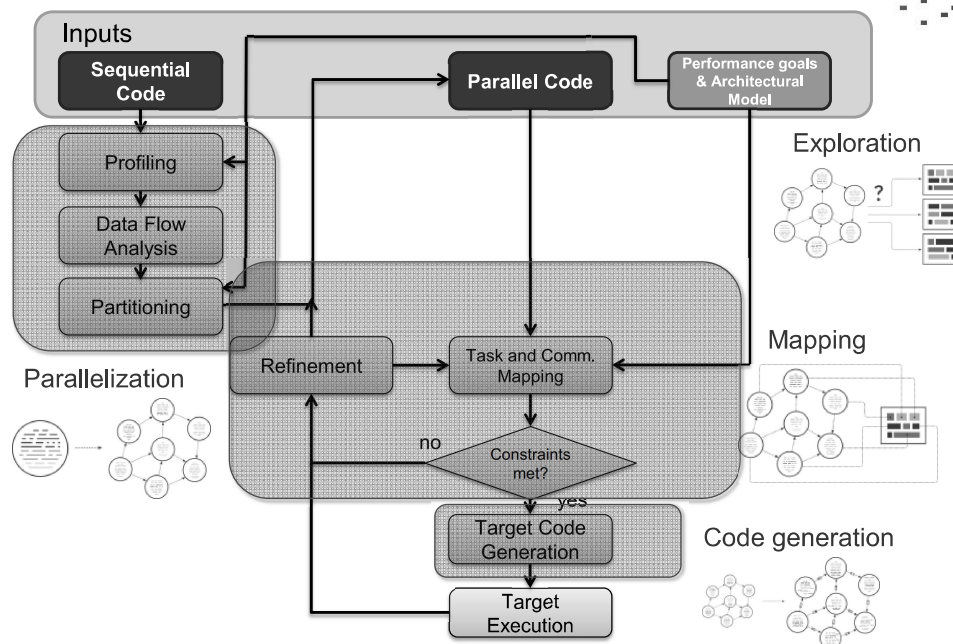 Inputs
Sequential
Code
Parallel Code
Performance goals
& Architectural
Model
Profiling
Exploration
?
Data Flow
Analysis
Partitioning
Refinement
Task and Comm.
Mapping
Mapping
Parallelization
no
Constraints
met?
yes
Target Code
Generation
Code generation
Target
Execution